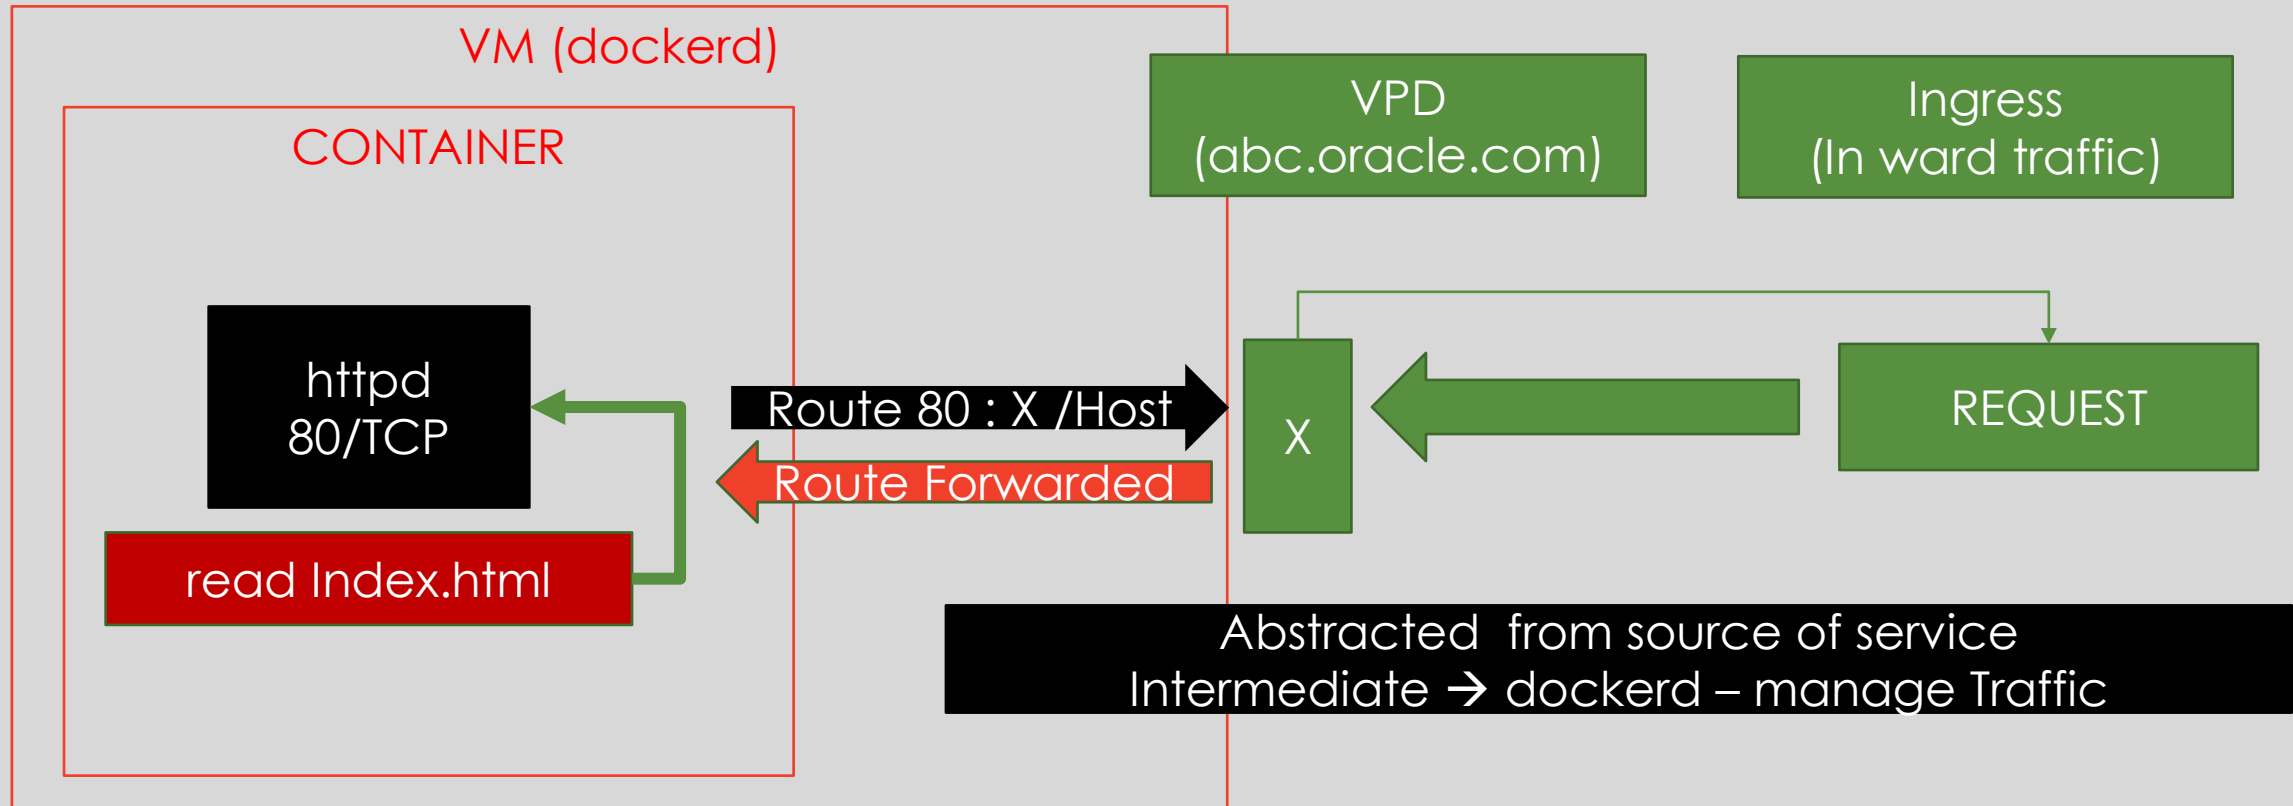 VM (dockerd)
CONTAINER
VPD
(abc.oracle.com)
Ingress
(In ward traffic)
httpd
80/TCP
Route 80 : X /Host
Route Forwarded
X
REQUEST
read Index.html
Abstracted from source of service
Intermediate → dockerd – manage Traffic